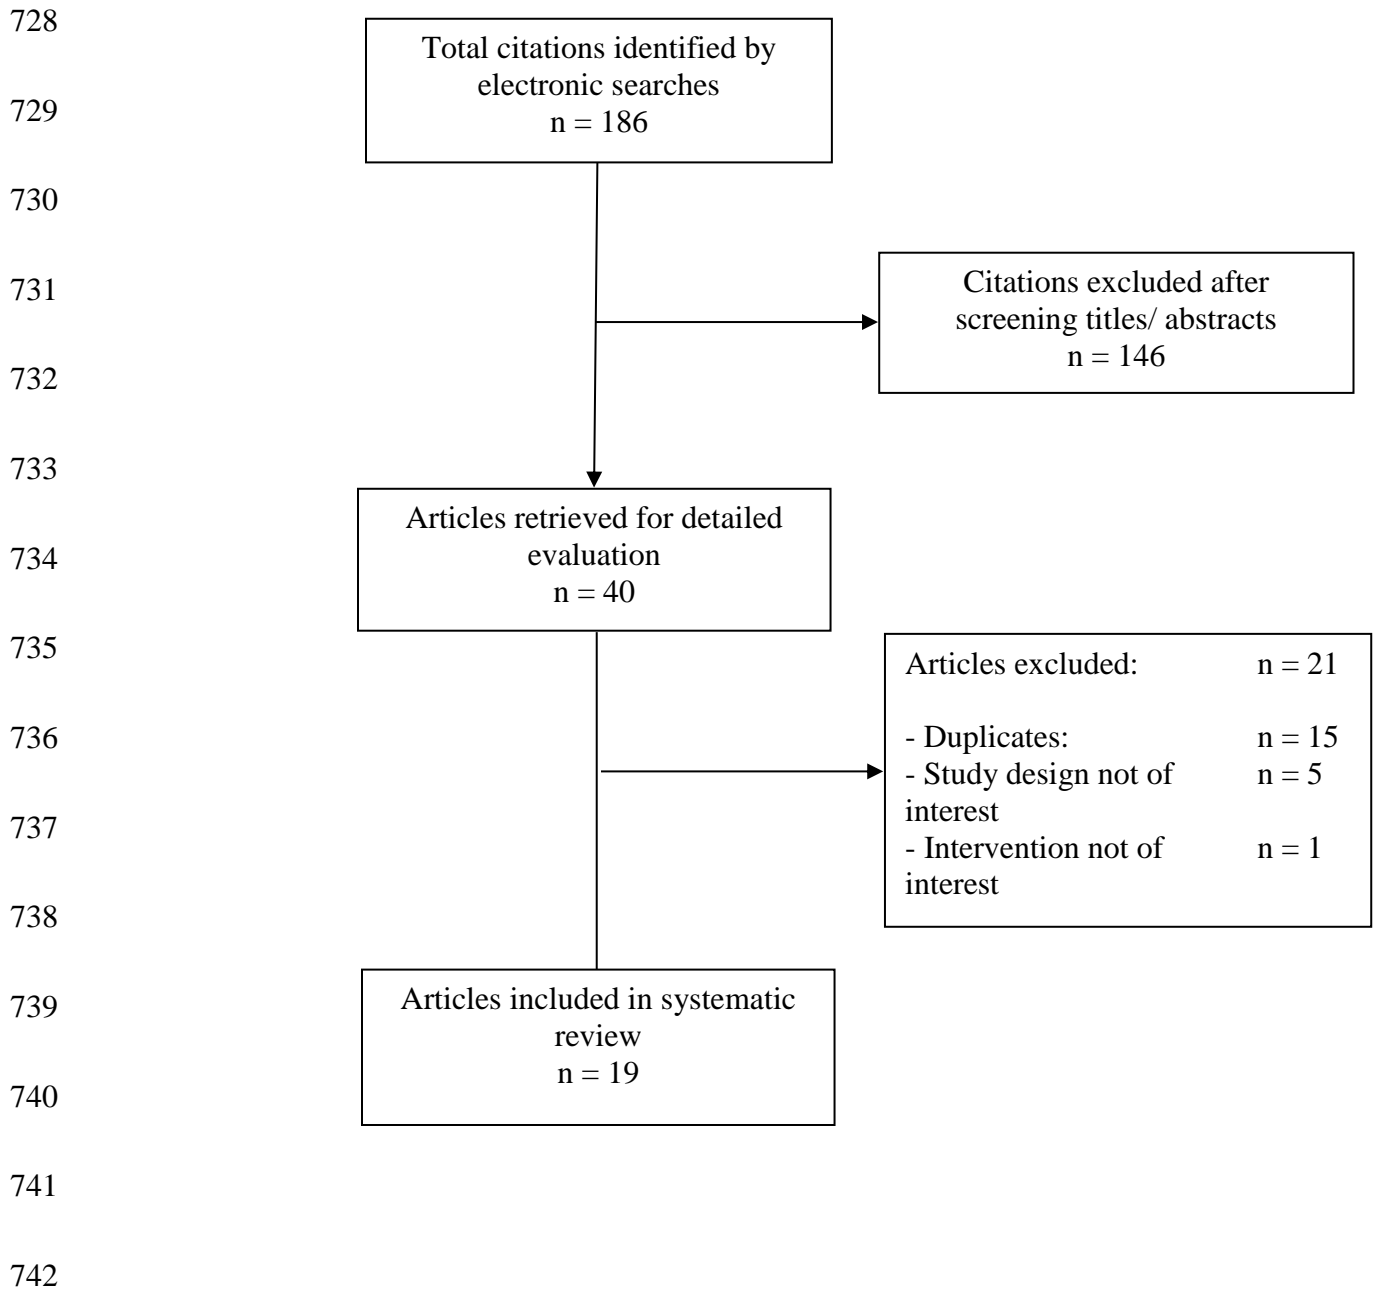 728
Total citations identified by
electronic searches
729
n = 186
730
731
Citations excluded after
screening titles/ abstracts
n = 146
732
733
Articles retrieved for detailed
734
evaluation
n = 40
735
Articles excluded: n = 21
736
- Duplicates: n = 15
- Study design not of n = 5
interest
737
- Intervention not of n = 1
interest
738
739
Articles included in systematic
review
n = 19
740
741
742